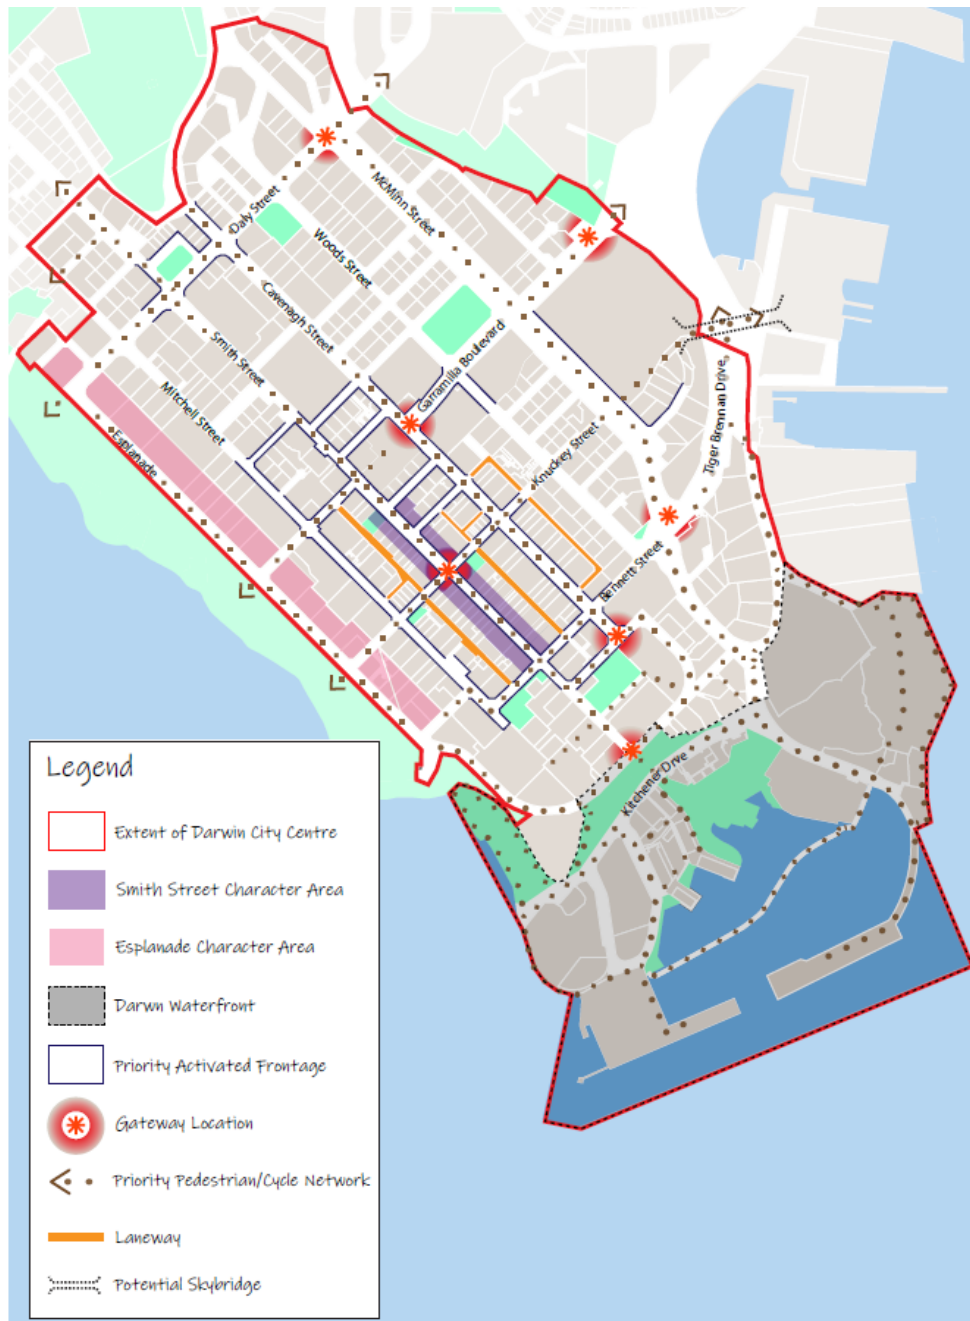 Daly Street
McMinn Street
Woods Street
Cavenagh Street
Smith Street
Garramilla Boulevard
Mitchell Street
Esplanade
Knuckey Street
Tiger Brennan Drive
Bennett Street
Kitchener Drive
Legend
Extent of Darwin City Centre
Smith Street Character Area
Esplanade Character Area
Darwn Waterfront
Priority Activated Frontage
Gateway Location
Priority Pedestrian/Cycle Network
Laneway
Potential Skybridge